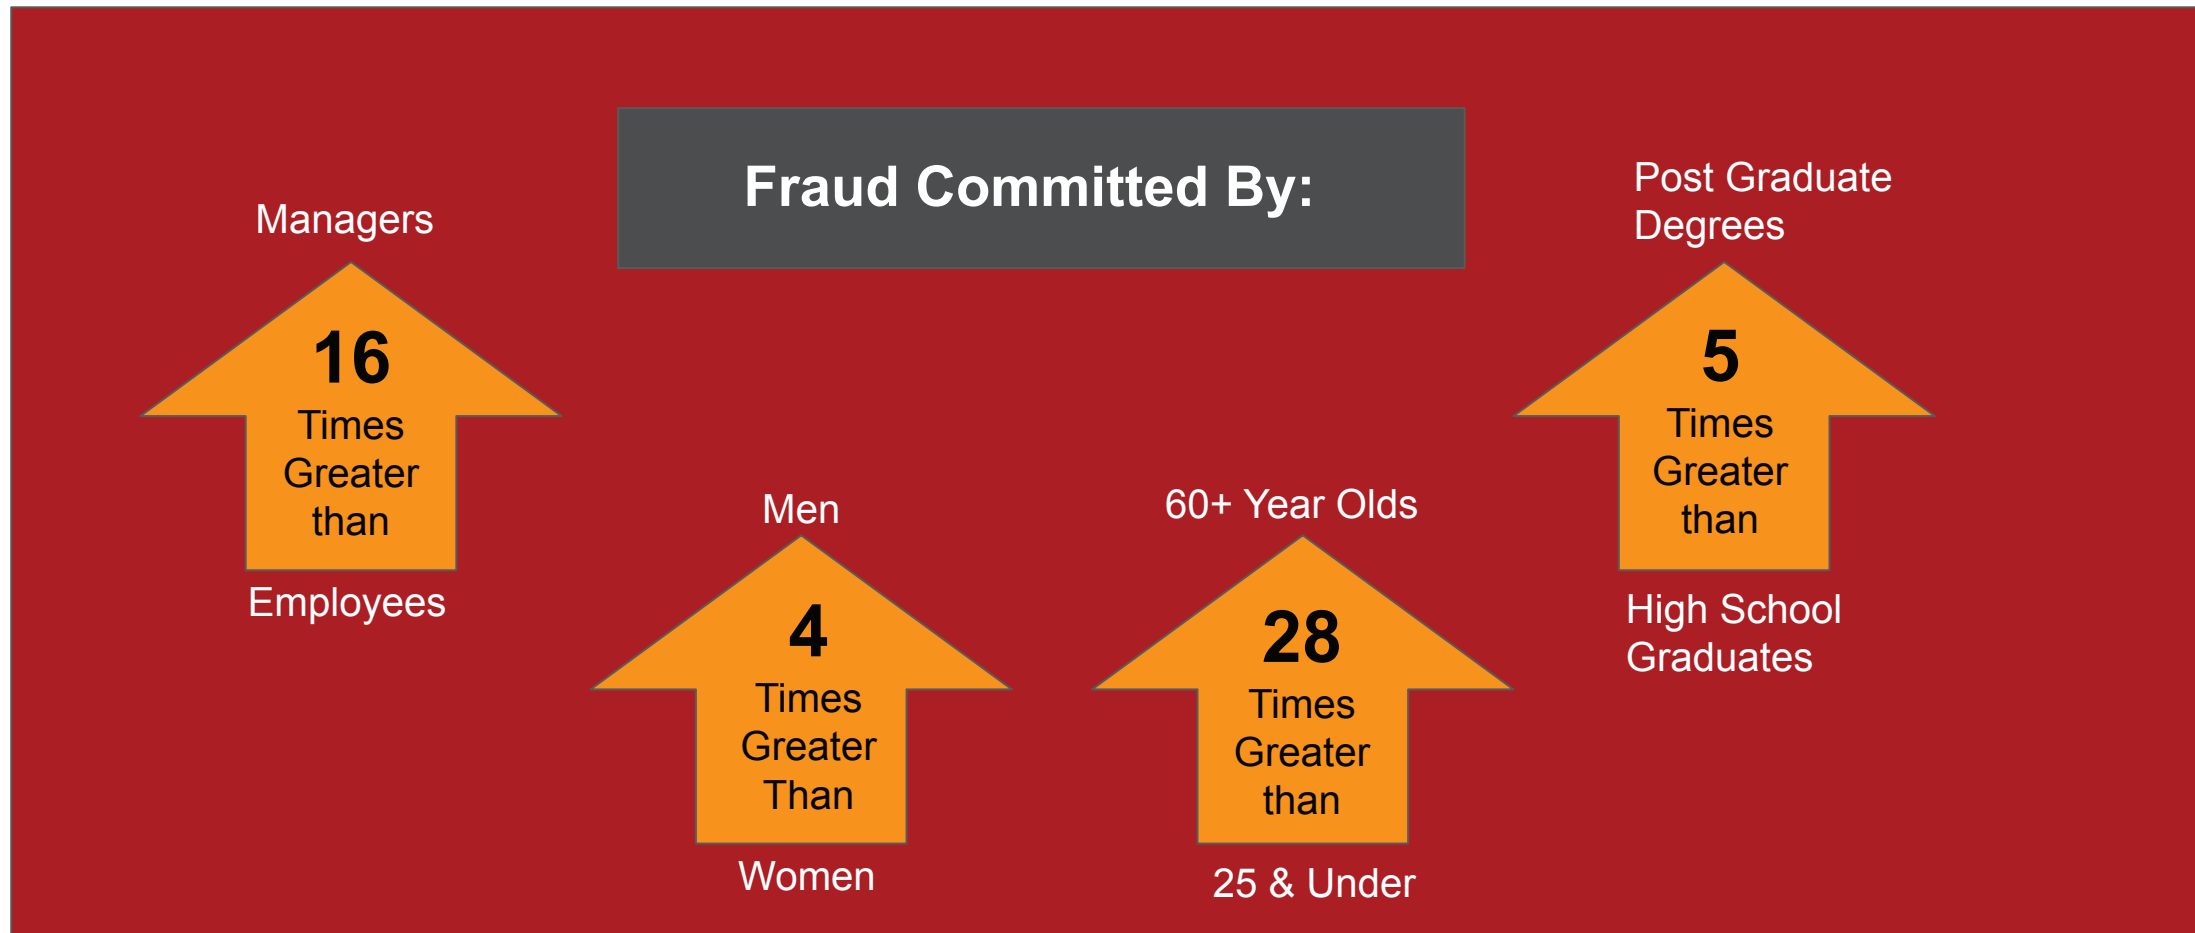 Fraud Committed By:
Managers
16
Times
Greater
than
Employees
Men
4
Times
Greater
Than
Women
60+ Year Olds
28
Times
Greater
than
25 & Under
Post Graduate
Degrees
5
Times
Greater
than
High School
Graduates